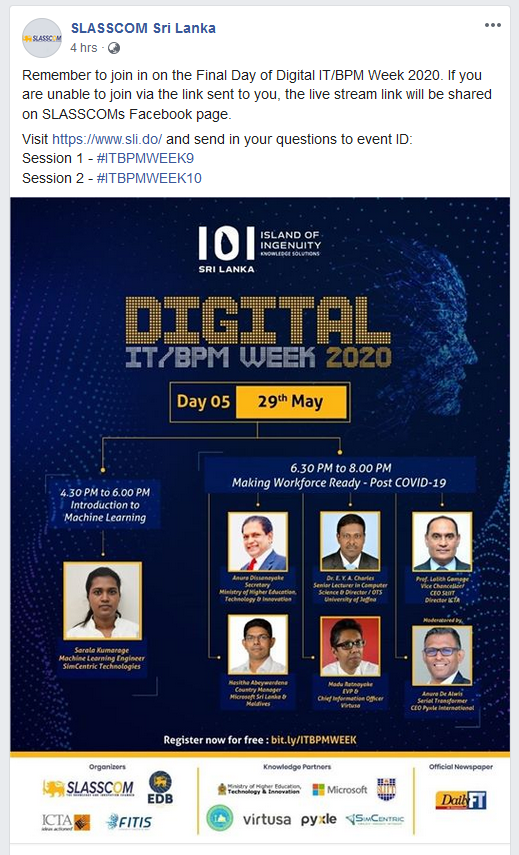 SLASSCOM Sri Lanka
4 hrs ·
Remember to join in on the Final Day of Digital IT/BPM Week 2020. If you
are unable to join via the link sent to you, the live stream link will be shared
on SLASSCOMs Facebook page.
Visit https://www.sli.do/ and send in your questions to event ID:
Session 1 - #ITBPMWEEK9
Session 2 - #ITBPMWEEK10
ISLAND OF
INGENUITY
KNOWLEDGE SOLUTIONS
SRI LANKA
DIGITAL
IT/BPM WEEK 2020
Day 05 29th May
4.30 PM to 6.00 PM
Introduction to
Machine Learning
Sarala Kumarage
Machine Learning Engineer
SimCentric Technologies
6.30 PM to 8.00 PM
Making Workforce Ready - Post COVID-19
Anura Dissanayake
Secretary
Ministry of Higher Education,
Technology & Innovation
Dr. E. Y. A. Charles
Senior Lecturer in Computer
Science & Director / OTS
University of Jaffna
Prof. Lalith Gamage
Vice Chancellor/
CEO SLIIT
Director ICTA
Hasitha Abeywardena
Country Manager
Microsoft Sri Lanka &
Maldives
Madu Ratnayake
EVP &
Chief Information Officer
Virtusa
Moderated by
Anura De Alwis
Serial Transformer
CEO Pyxle International
Register now for free : bit.ly/ITBPMWEEK
Organizers
SLASSCOM
EDB
ICTA
FITIS
Knowledge Partners
Ministry of Higher Education,
Technology & Innovation
Microsoft
virtusa
pyxle
SIMCENTRIC
Official Newspaper
Daily FT